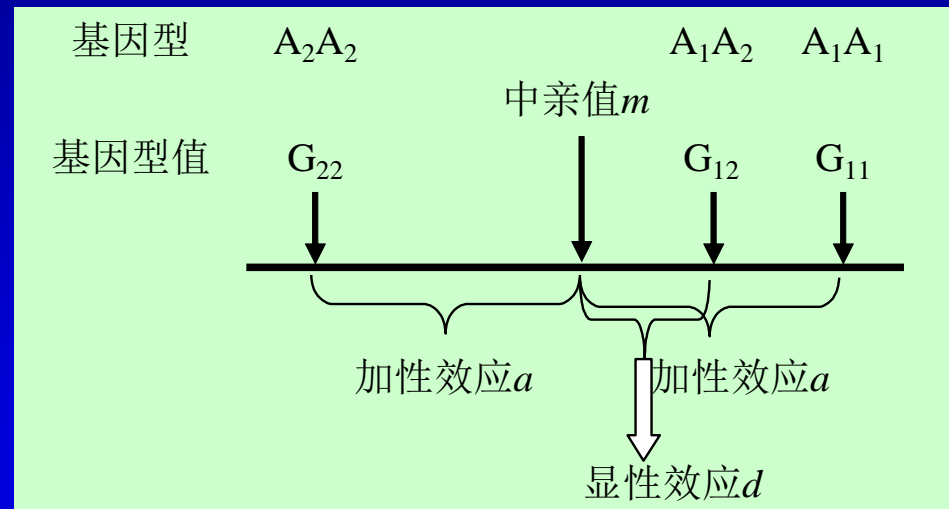 基因型 A₂A₂ A₁A₂ A₁A₁
中亲值m
基因型值 G₂₂ G₁₂ G₁₁
加性效应a 加性效应a
显性效应d